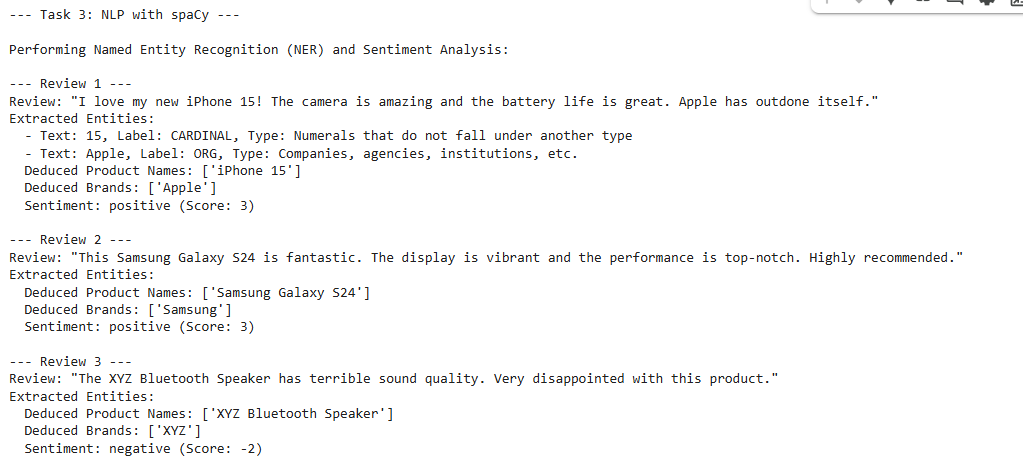 --- Task 3: NLP with spaCy ---
Performing Named Entity Recognition (NER) and Sentiment Analysis:
--- Review 1 ---
Review: "I love my new iPhone 15! The camera is amazing and the battery life is great. Apple has outdone itself."
Extracted Entities:
  - Text: 15, Label: CARDINAL, Type: Numerals that do not fall under another type
  - Text: Apple, Label: ORG, Type: Companies, agencies, institutions, etc.
  Deduced Product Names: ['iPhone 15']
  Deduced Brands: ['Apple']
  Sentiment: positive (Score: 3)
--- Review 2 ---
Review: "This Samsung Galaxy S24 is fantastic. The display is vibrant and the performance is top-notch. Highly recommended."
Extracted Entities:
  Deduced Product Names: ['Samsung Galaxy S24']
  Deduced Brands: ['Samsung']
  Sentiment: positive (Score: 3)
--- Review 3 ---
Review: "The XYZ Bluetooth Speaker has terrible sound quality. Very disappointed with this product."
Extracted Entities:
  Deduced Product Names: ['XYZ Bluetooth Speaker']
  Deduced Brands: ['XYZ']
  Sentiment: negative (Score: -2)